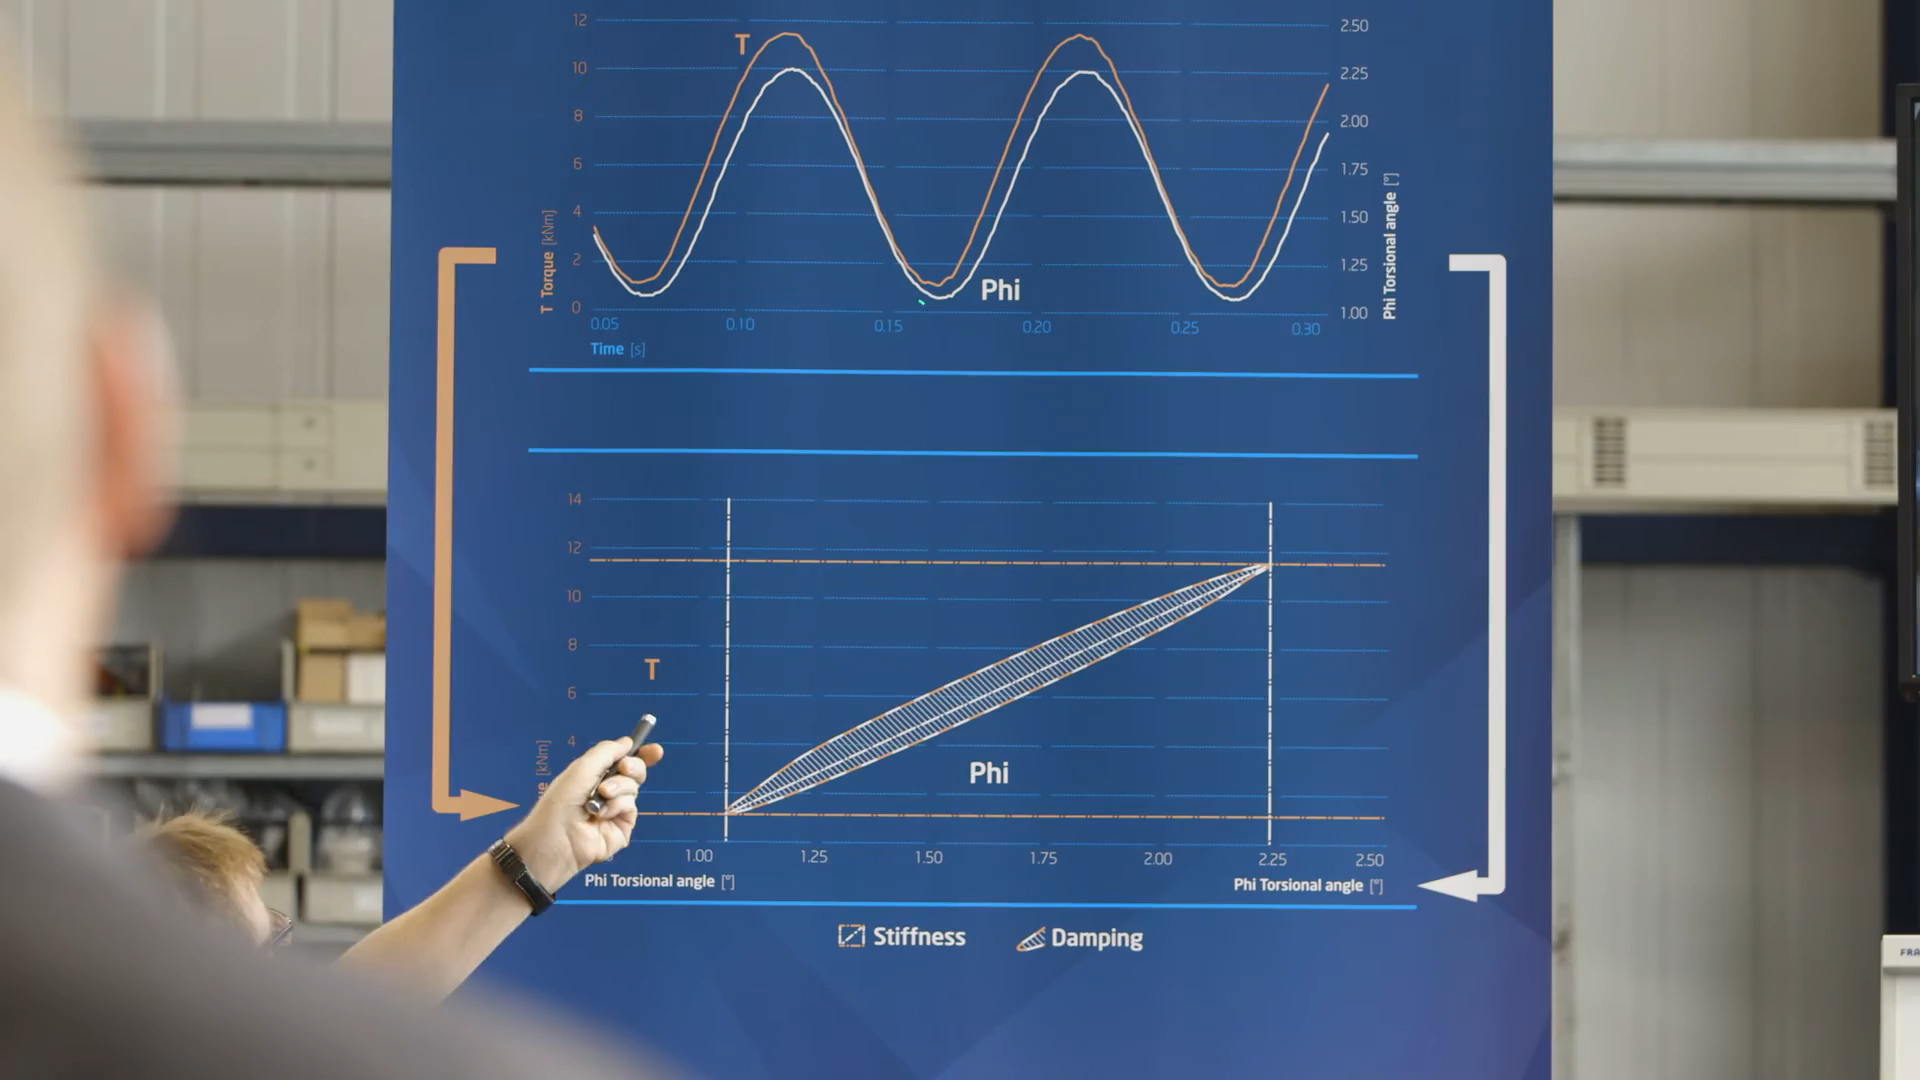 12
10
8
6
4
2
0
T Torque [kNm]
T
Phi
2.50
2.25
2.00
1.75
1.50
1.25
1.00
Phi Torsional angle [°]
0.05 0.10 0.15 0.20 0.25 0.30
Time [s]
14
12
10
8
6
4
[kNm]
T
Phi
1.00 1.25 1.50 1.75 2.00 2.25 2.50
Phi Torsional angle [°] Phi Torsional angle [°]
Stiffness Damping
FRA